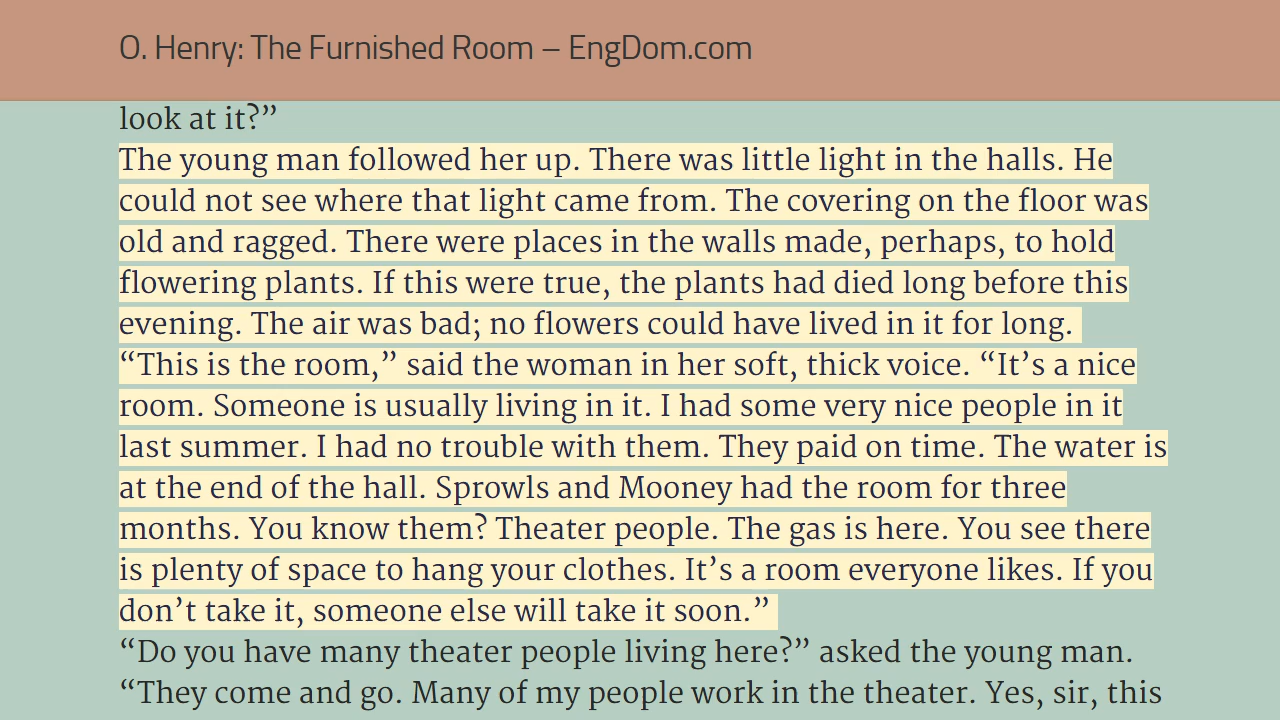 O. Henry: The Furnished Room – EngDom.com
look at it?”
The young man followed her up. There was little light in the halls. He
could not see where that light came from. The covering on the floor was
old and ragged. There were places in the walls made, perhaps, to hold
flowering plants. If this were true, the plants had died long before this
evening. The air was bad; no flowers could have lived in it for long.
“This is the room,” said the woman in her soft, thick voice. “It’s a nice
room. Someone is usually living in it. I had some very nice people in it
last summer. I had no trouble with them. They paid on time. The water is
at the end of the hall. Sprowls and Mooney had the room for three
months. You know them? Theater people. The gas is here. You see there
is plenty of space to hang your clothes. It’s a room everyone likes. If you
don’t take it, someone else will take it soon.”
“Do you have many theater people living here?” asked the young man.
“They come and go. Many of my people work in the theater. Yes, sir, this